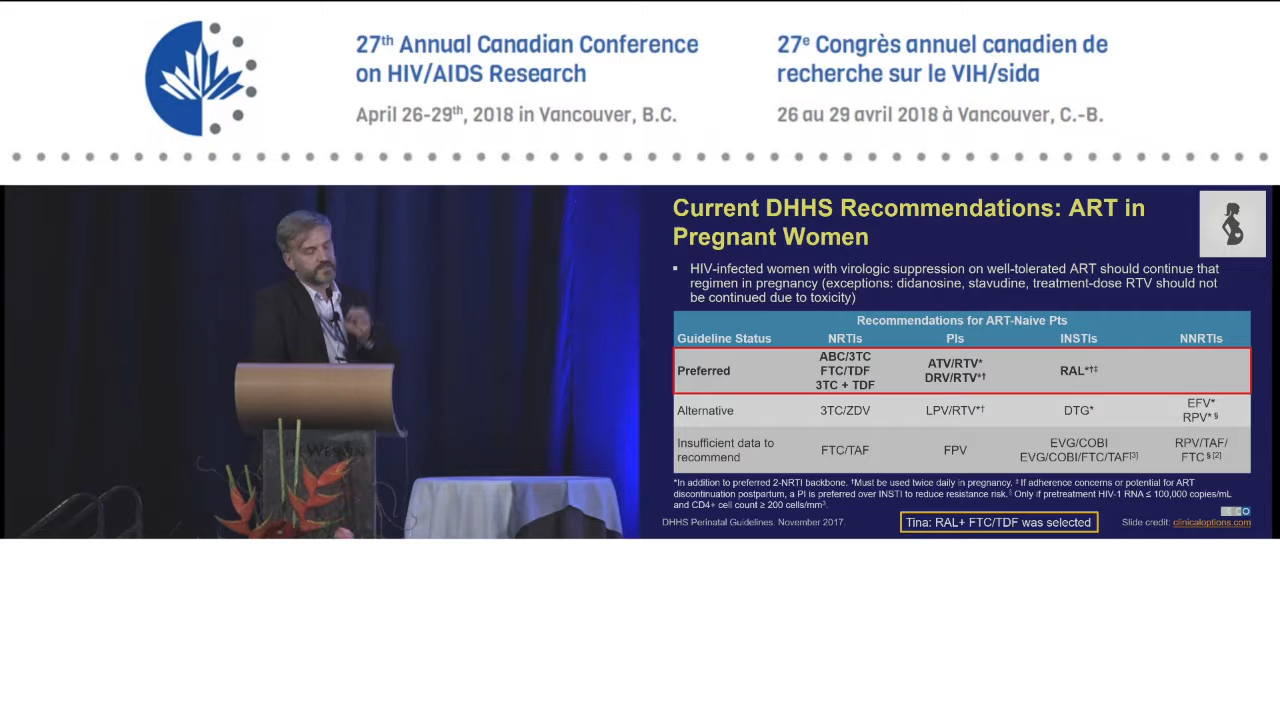 27th Annual Canadian Conference
on HIV/AIDS Research
April 26-29th, 2018 in Vancouver, B.C.
27e Congrès annuel canadien de
recherche sur le VIH/sida
26 au 29 avril 2018 à Vancouver, C.-B.
Current DHHS Recommendations: ART in
Pregnant Women
▪ HIV-infected women with virologic suppression on well-tolerated ART should continue that
regimen in pregnancy (exceptions: didanosine, stavudine, treatment-dose RTV should not
be continued due to toxicity)
Recommendations for ART-Naive Pts
Guideline Status NRTIs PIs INSTIs NNRTIs
Preferred
ABC/3TC
FTC/TDF
3TC + TDF
ATV/RTV*
DRV/RTV*†
RAL*†‡
Alternative
3TC/ZDV
LPV/RTV*†
DTG*
EFV*
RPV* §
Insufficient data to
recommend
FTC/TAF
FPV
EVG/COBI
EVG/COBI/FTC/TAF[3]
RPV/TAF/
FTC § [2]
*In addition to preferred 2-NRTI backbone. †Must be used twice daily in pregnancy. ‡ If adherence concerns or potential for ART
discontinuation postpartum, a PI is preferred over INSTI to reduce resistance risk.§ Only if pretreatment HIV-1 RNA ≤ 100,000 copies/mL
and CD4+ cell count ≥ 200 cells/mm3.
DHHS Perinatal Guidelines. November 2017.
Tina: RAL+ FTC/TDF was selected
Slide credit: clinicaloptions.com